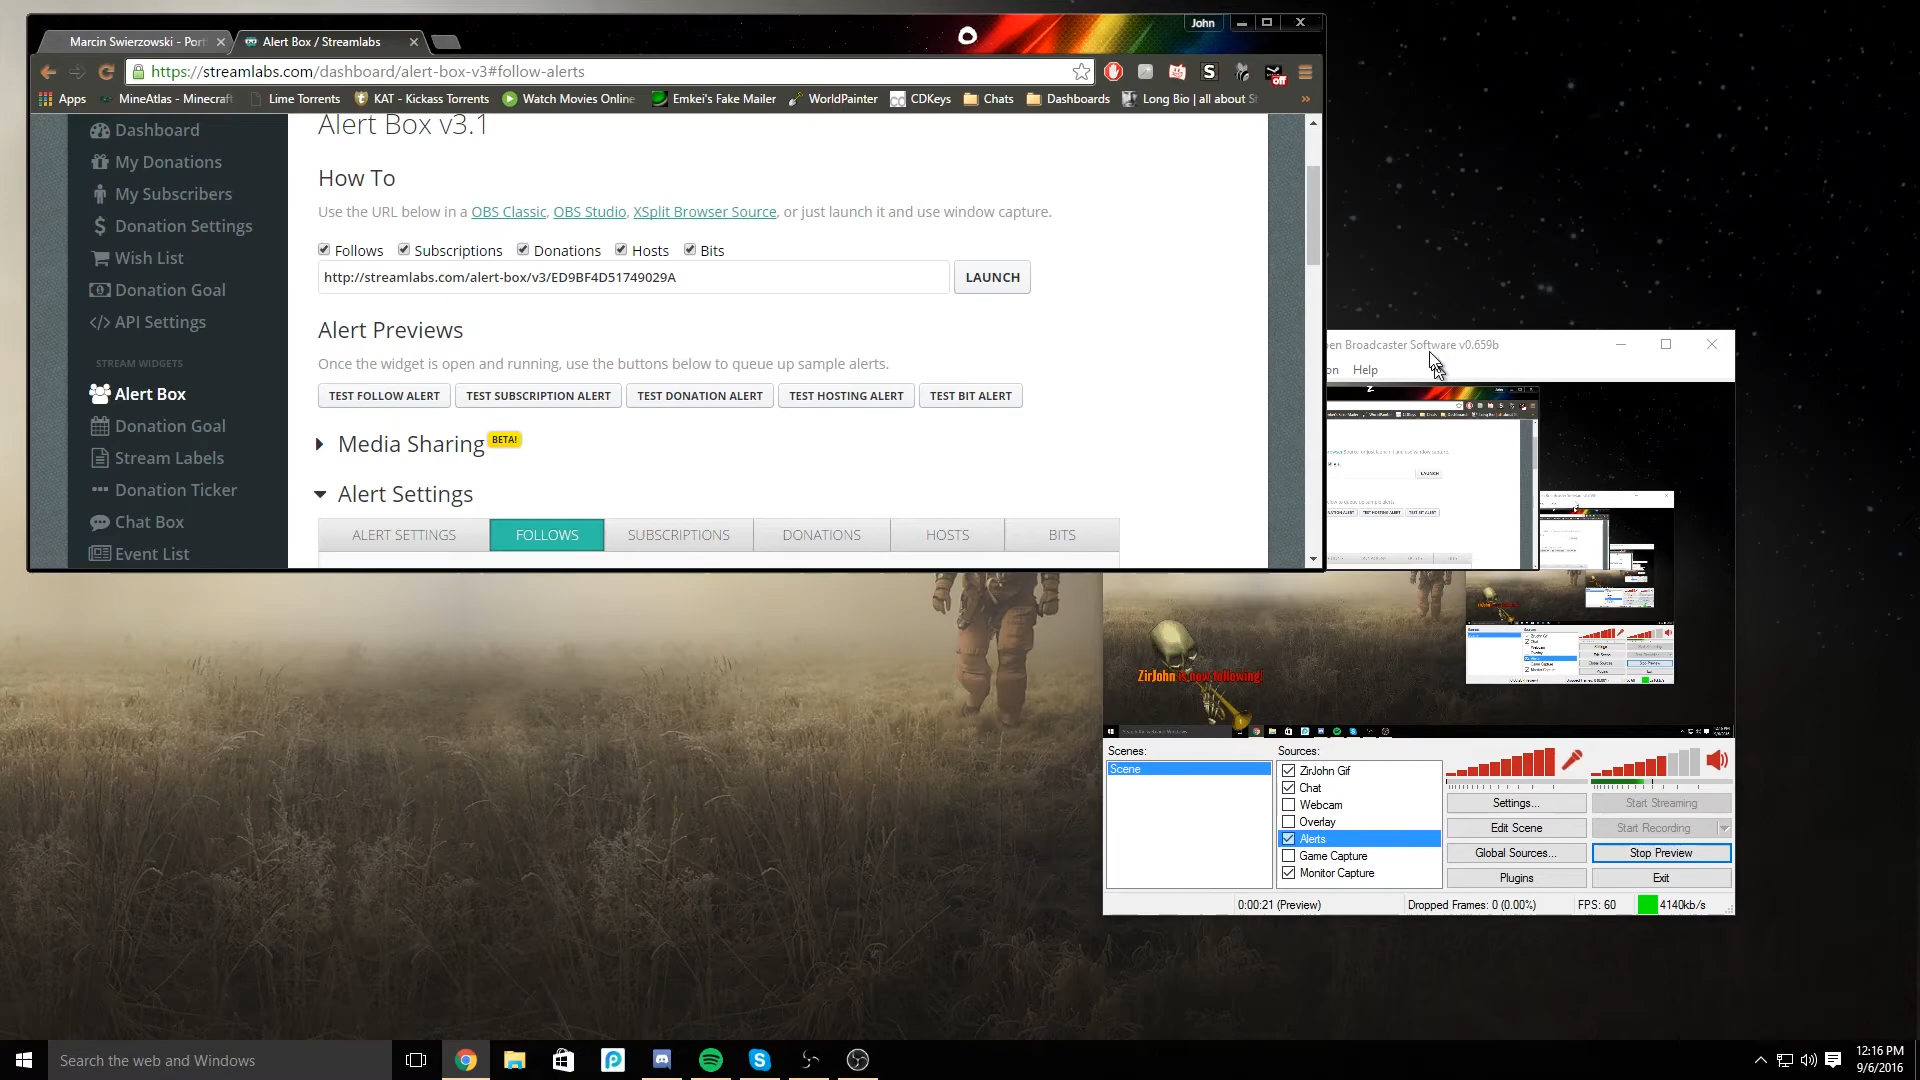 John
Marcin Swierzowski - Port
Alert Box / Streamlabs
https://streamlabs.com/dashboard/alert-box-v3#follow-alerts
S
off
Apps
MineAtlas - Minecraft
Lime Torrents
KAT - Kickass Torrents
Watch Movies Online
Emkei's Fake Mailer
WorldPainter
CDKeys
Chats
Dashboards
Long Bio | all about St
»
Dashboard
My Donations
My Subscribers
Donation Settings
Wish List
Donation Goal
API Settings
STREAM WIDGETS
Alert Box
Donation Goal
Stream Labels
Donation Ticker
Chat Box
Event List
Alert Box v3.1
How To
Use the URL below in a OBS Classic, OBS Studio, XSplit Browser Source, or just launch it and use window capture.
Follows Subscriptions Donations Hosts Bits
http://streamlabs.com/alert-box/v3/ED9BF4D51749029A
LAUNCH
Alert Previews
Once the widget is open and running, use the buttons below to queue up sample alerts.
TEST FOLLOW ALERT TEST SUBSCRIPTION ALERT TEST DONATION ALERT TEST HOSTING ALERT TEST BIT ALERT
Media Sharing BETA!
Alert Settings
ALERT SETTINGS FOLLOWS SUBSCRIPTIONS DONATIONS HOSTS BITS
pen Broadcaster Software v0.659b
on Help
LAUNCH
ZirJohn is now following!
Scenes:
Scene
Sources:
ZirJohn Gif
Chat
Webcam
Overlay
Alerts
Game Capture
Monitor Capture
Settings...
Start Streaming
Edit Scene
Start Recording
Global Sources...
Stop Preview
Plugins
Exit
0:00:21 (Preview)
Dropped Frames: 0 (0.00%)
FPS: 60
4140kb/s
Search the web and Windows
12:16 PM
9/6/2016